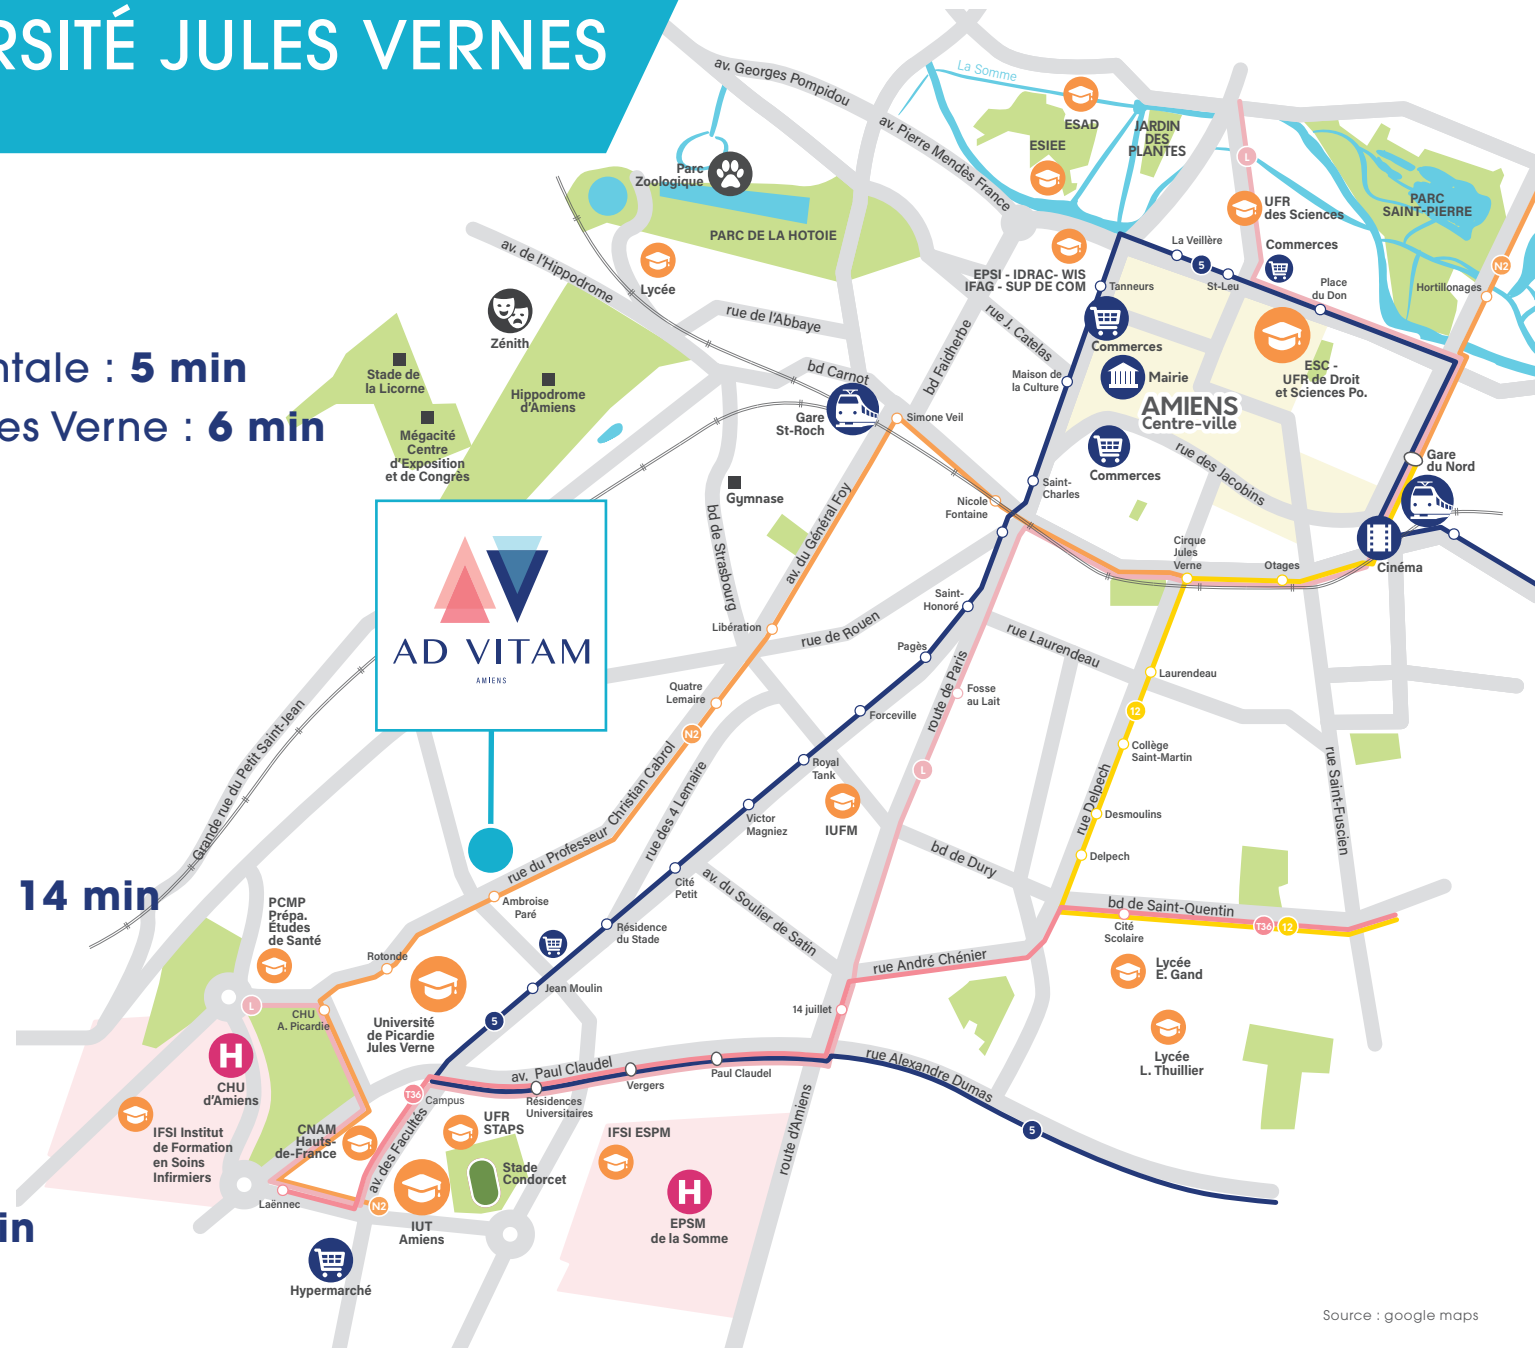 RSITÉ JULES VERNES
ntale : 5 min
es Verne : 6 min
14 min
in
av. Georges Pompidou
La Somme
av. Pierre Mendès France
ESAD
ESIEE
JARDIN
DES
PLANTES
L
UFR
des Sciences
PARC
SAINT-PIERRE
Parc
Zoologique
PARC DE LA HOTOIE
Lycée
av. de l'Hippodrome
EPSI - IDRAC- WIS
IFAG - SUP DE COM
La Veillère
5
Commerces
St-Leu
Place
du Don
N2
Hortillonages
Tanneurs
Zénith
rue de l'Abbaye
bd Faidherbe
rue J. Catelas
Commerces
Stade de
la Licorne
Hippodrome
d'Amiens
bd Carnot
Maison de
la Culture
Mairie
ESC -
UFR de Droit
et Sciences Po.
AMIENS
Centre-ville
Gare
St-Roch
Simone Veil
Mégacité
Centre
d'Exposition
et de Congrès
Commerces
rue des Jacobins
Gare
du Nord
Gymnase
Saint-
Charles
Nicole
Fontaine
bd de Strasbourg
av. du Général Foy
Cirque
Jules
Verne
Otages
Cinéma
AD VITAM
AMIENS
Saint-
Honoré
Libération
rue de Rouen
Pagès
rue Laurendeau
Laurendeau
Quatre
Lemaire
route de Paris
Fosse
au Lait
Forceville
12
N2
Collège
Saint-Martin
Grande rue du Petit Saint-Jean
rue du Professeur Christian Cabrol
rue des 4 Lemaire
Royal
Tank
L
rue Delpech
rue Saint-Fuscien
IUFM
Victor
Magniez
Desmoulins
bd de Dury
Delpech
Cité
Petit
av. du Soulier de Satin
bd de Saint-Quentin
Ambroise
Paré
Cité
Scolaire
T36
12
PCMP
Prépa.
Études
de Santé
Résidence
du Stade
Rotonde
rue André Chénier
Lycée
E. Gand
Jean Moulin
L
CHU
A. Picardie
Université
de Picardie
Jules Verne
5
14 juillet
Lycée
L. Thuillier
H
CHU
d'Amiens
av. Paul Claudel
Paul Claudel
rue Alexandre Dumas
Vergers
T36
Campus
Résidences
Universitaires
IFSI Institut
de Formation
en Soins
Infirmiers
CNAM
Hauts-
de-France
av. des Facultés
UFR
STAPS
IFSI ESPM
route d'Amiens
5
Stade
Condorcet
H
EPSM
de la Somme
Laënnec
N2
IUT
Amiens
Hypermarché
Source : google maps